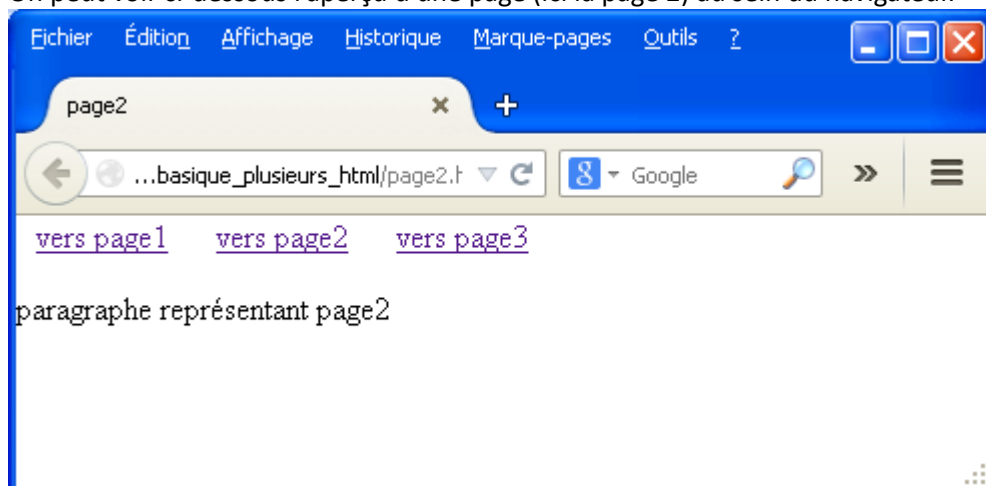 On peut voir ci-dessous l'aperçu d'une page (ici la page 2) au sein du navigateur.
Fichier Édition Affichage Historique Marque-pages Outils ?
page2
...basique_plusieurs_html/page2.h Google
vers page1 vers page2 vers page3
paragraphe représentant page2